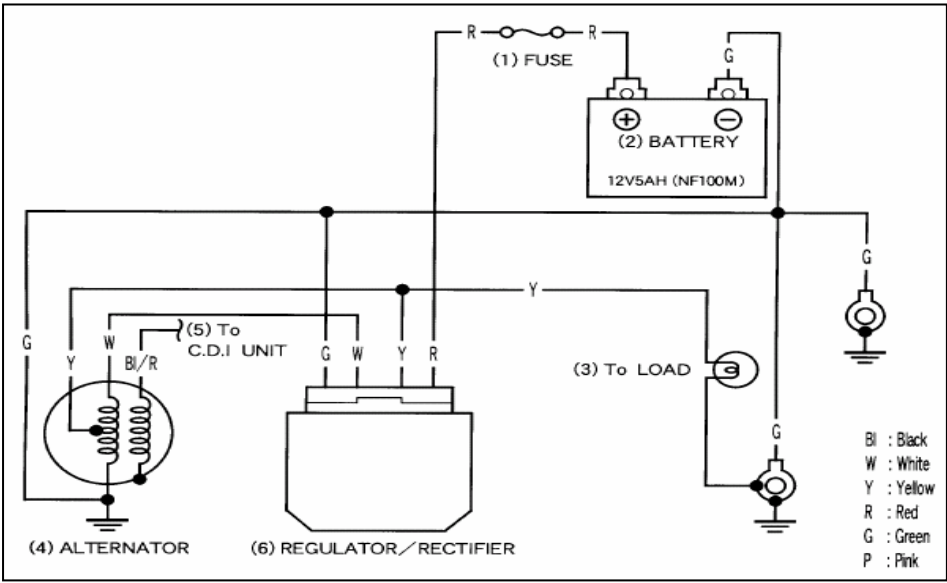 R
R
(1) FUSE
G
(2) BATTERY
12V5AH (NF100M)
G
Y
G
W
Y
Bl/R
(5) To
C.D.I UNIT
G
W
Y
R
(3) To LOAD
G
Bl : Black
W : White
Y : Yellow
R : Red
G : Green
P : Pink
(4) ALTERNATOR
(6) REGULATOR/RECTIFIER